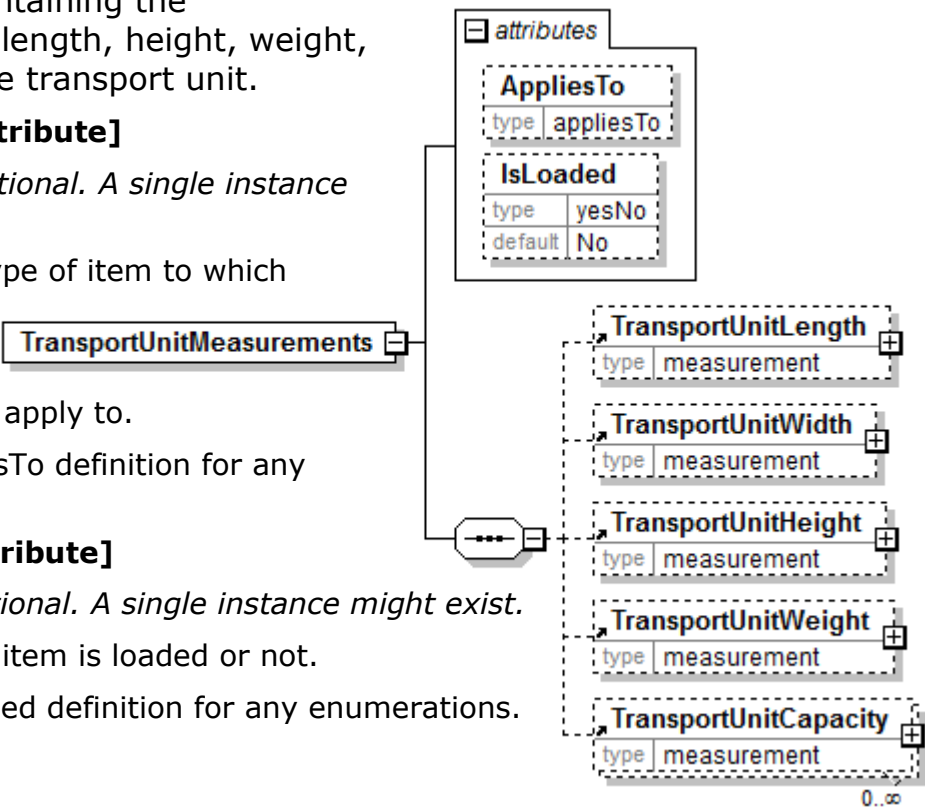 ntaining the
length, height, weight,
e transport unit.
tribute]
tional. A single instance
ype of item to which
apply to.
sTo definition for any
ribute]
ional. A single instance might exist.
item is loaded or not.
ed definition for any enumerations.
attributes
AppliesTo
type appliesTo
IsLoaded
type yesNo
default No
TransportUnitMeasurements
TransportUnitLength
type measurement
TransportUnitWidth
type measurement
TransportUnitHeight
type measurement
TransportUnitWeight
type measurement
TransportUnitCapacity
type measurement
0..∞